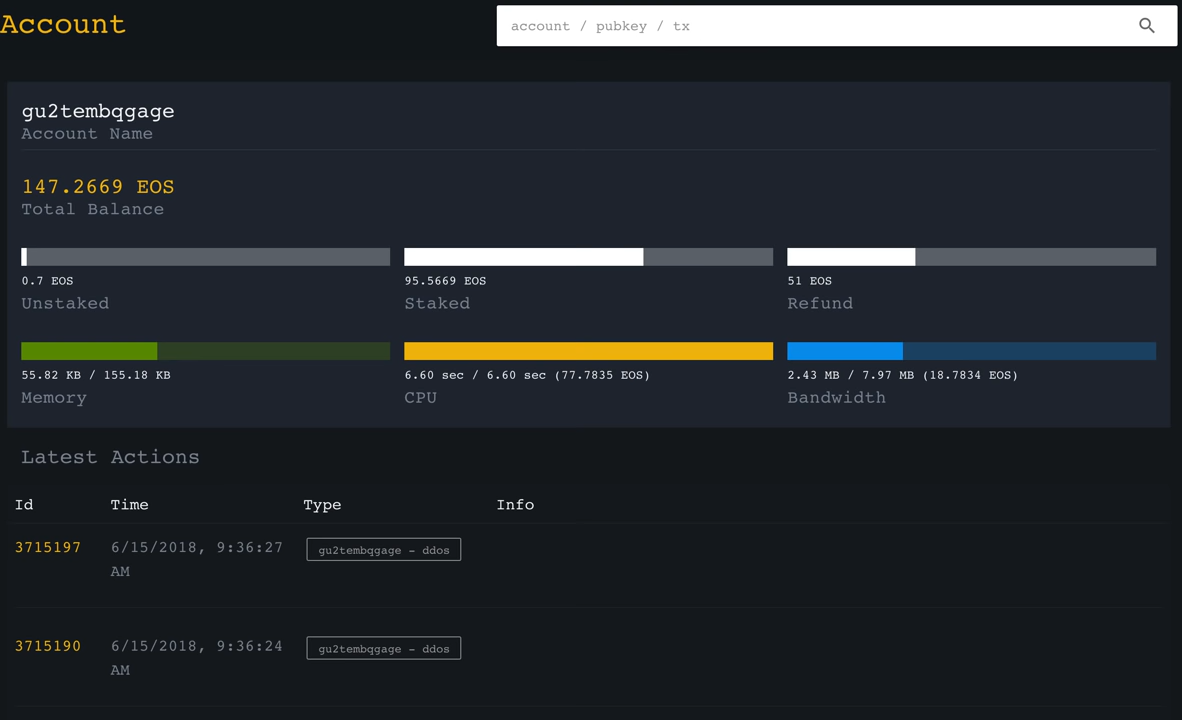 Account
account / pubkey / tx
gu2tembqgage
Account Name
147.2669 EOS
Total Balance
0.7 EOS
Unstaked
95.5669 EOS
Staked
51 EOS
Refund
55.82 KB / 155.18 KB
Memory
6.60 sec / 6.60 sec (77.7835 EOS)
CPU
2.43 MB / 7.97 MB (18.7834 EOS)
Bandwidth
Latest Actions
Id Time Type Info
3715197 6/15/2018, 9:36:27 gu2tembqgage - ddos
AM
3715190 6/15/2018, 9:36:24 gu2tembqgage - ddos
AM